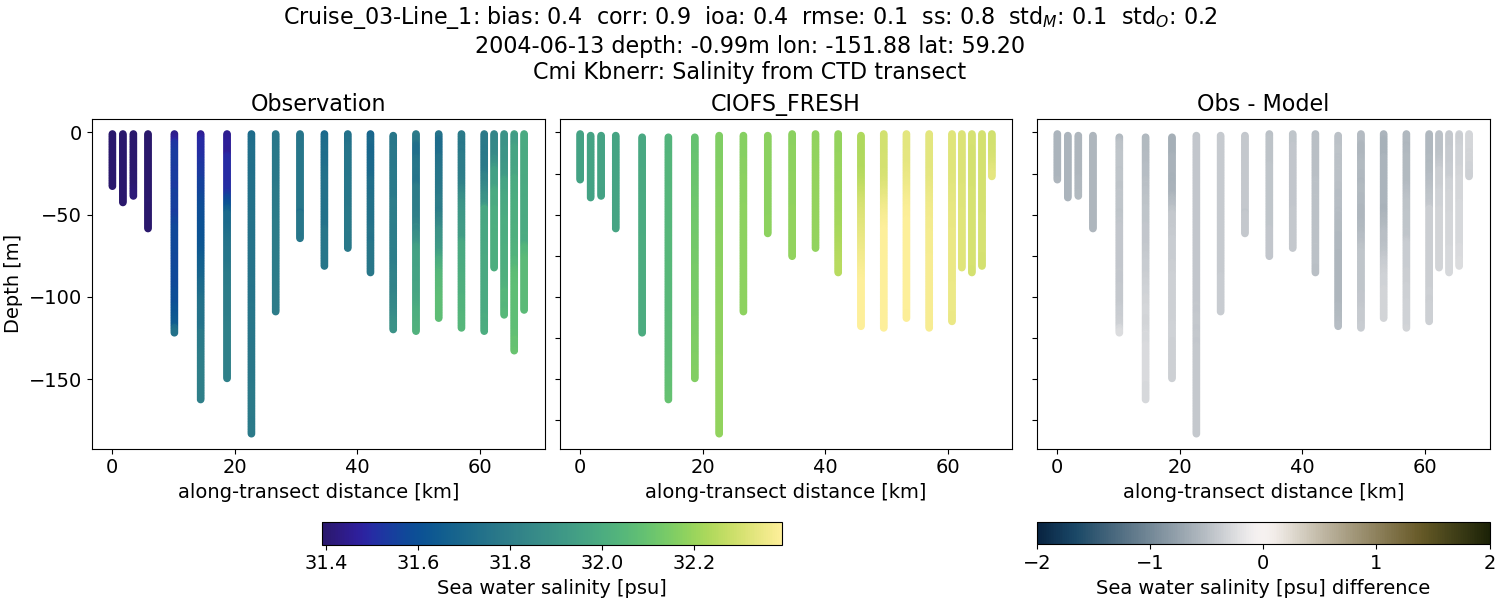 Cruise_03-Line_1: bias: 0.4 corr: 0.9 ioa: 0.4 rmse: 0.1 ss: 0.8 std_M: 0.1 std_O: 0.2
2004-06-13 depth: -0.99m lon: -151.88 lat: 59.20
Cmi Kbnerr: Salinity from CTD transect
Observation
CIOFS_FRESH
Obs - Model
Depth [m]
0
−50
−100
−150
0 20 40 60
0 20 40 60
0 20 40 60
along-transect distance [km]
along-transect distance [km]
along-transect distance [km]
31.4 31.6 31.8 32.0 32.2
Sea water salinity [psu]
−2 −1 0 1 2
Sea water salinity [psu] difference